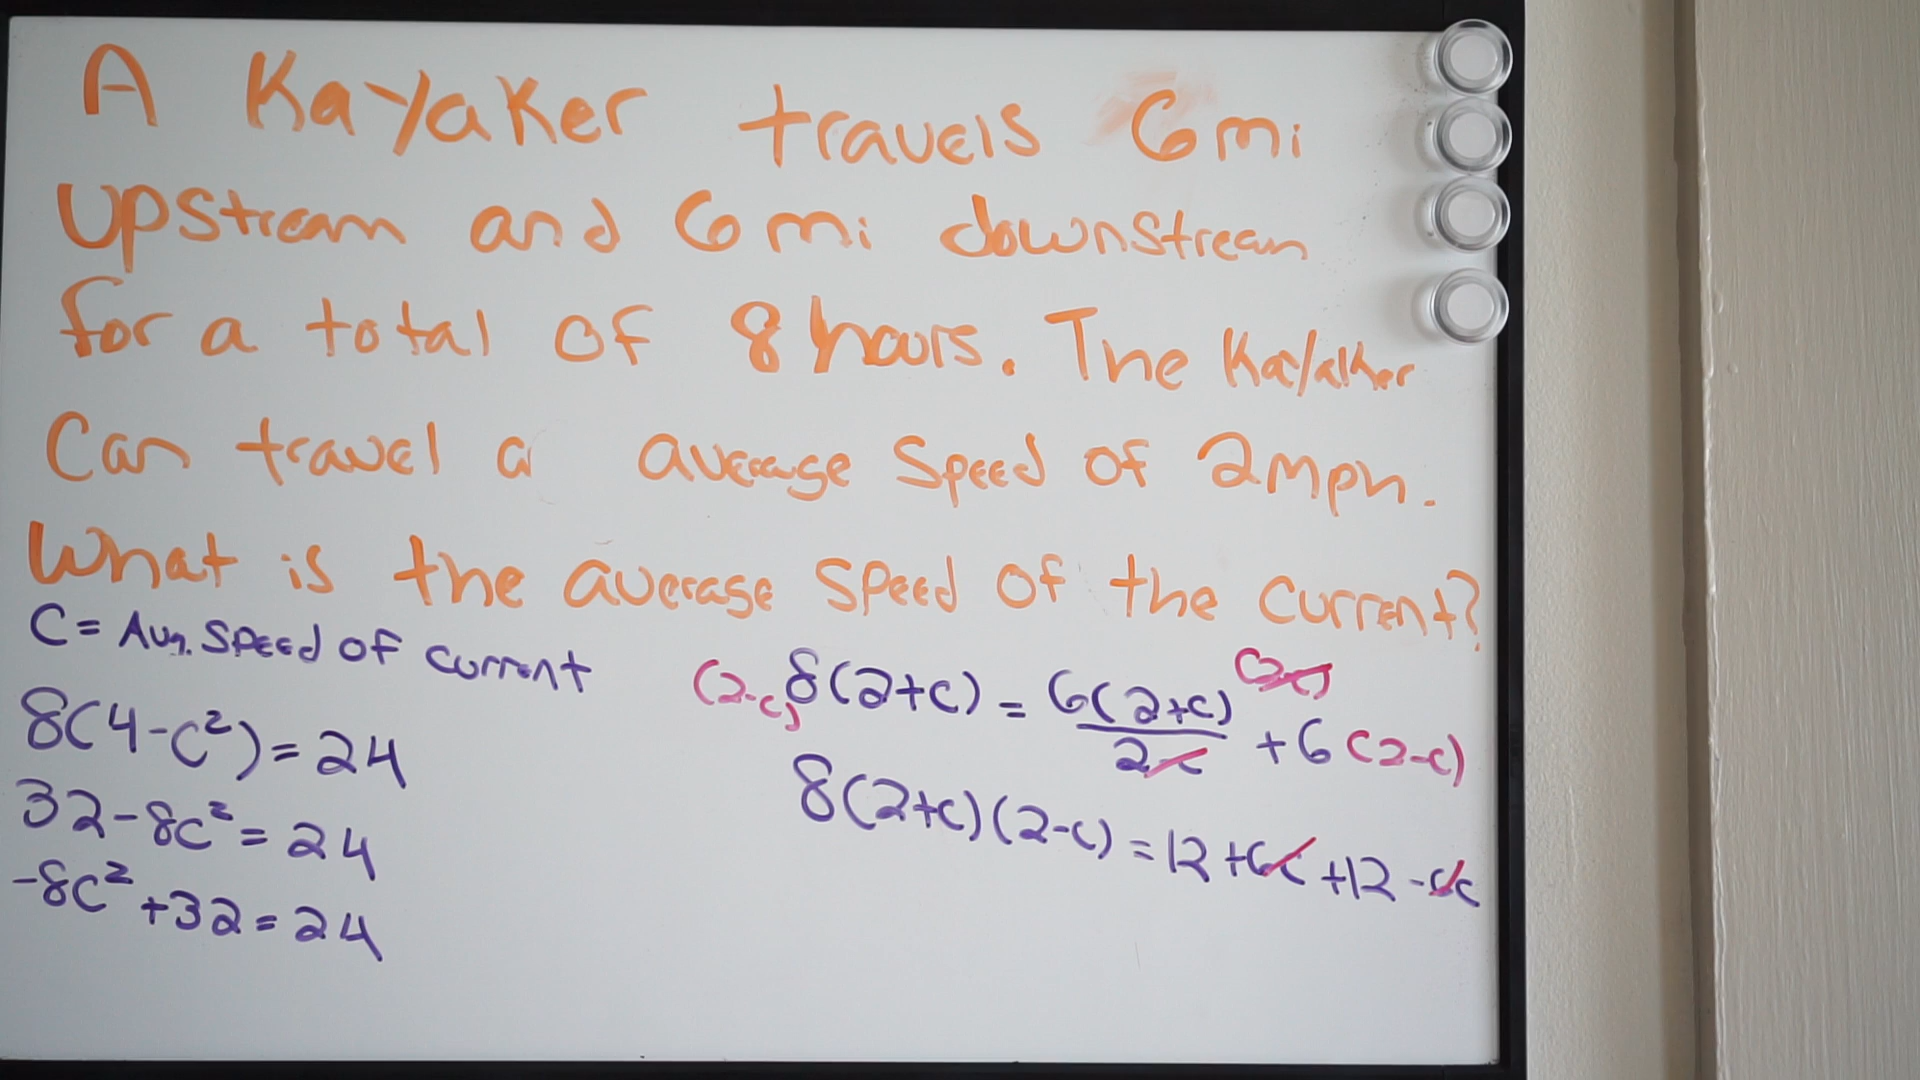 A Kayaker travels 6mi
upstream and 6mi downstream
for a total of 8 hours. The Kayaker
Can travel a average speed of 2mph.
What is the average speed of the current?
C = Avg. Speed of current
8(4-c²)=24
32-8c²=24
-8c²+32=24
(2-c)8(2+c) = 6(2+c)/2-c (2-c) + 6(2-c)
8(2+c)(2-c) = 12+6c+12-6c